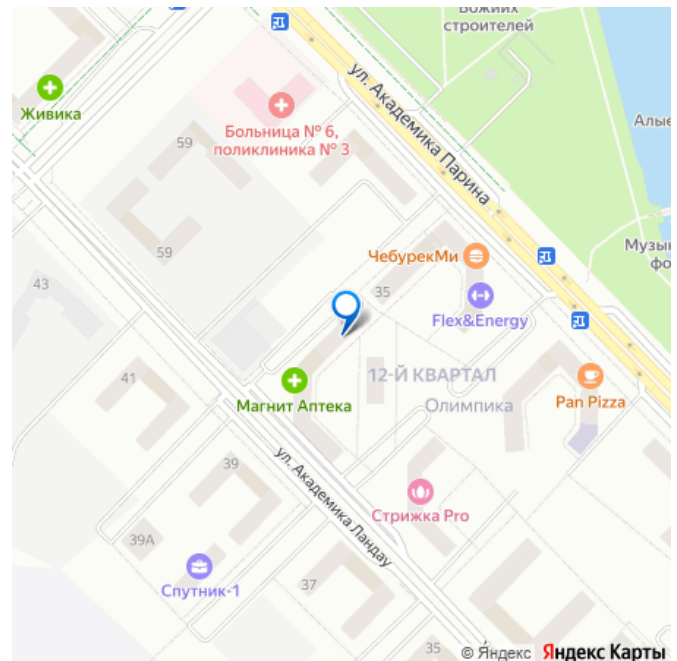 Божиих
строителей
Живика
ул. Академика Парина
Больница № 6,
поликлиника № 3
59
Алые
59
ЧебурекМи
Музык
фо
43
35
Flex&Energy
12-Й КВАРТАЛ
41
Магнит Аптека
Олимпика
Pan Pizza
ул. Академика Ландау
39
Стрижка Pro
39А
Спутник-1
37
35
© Яндекс Яндекс Карты